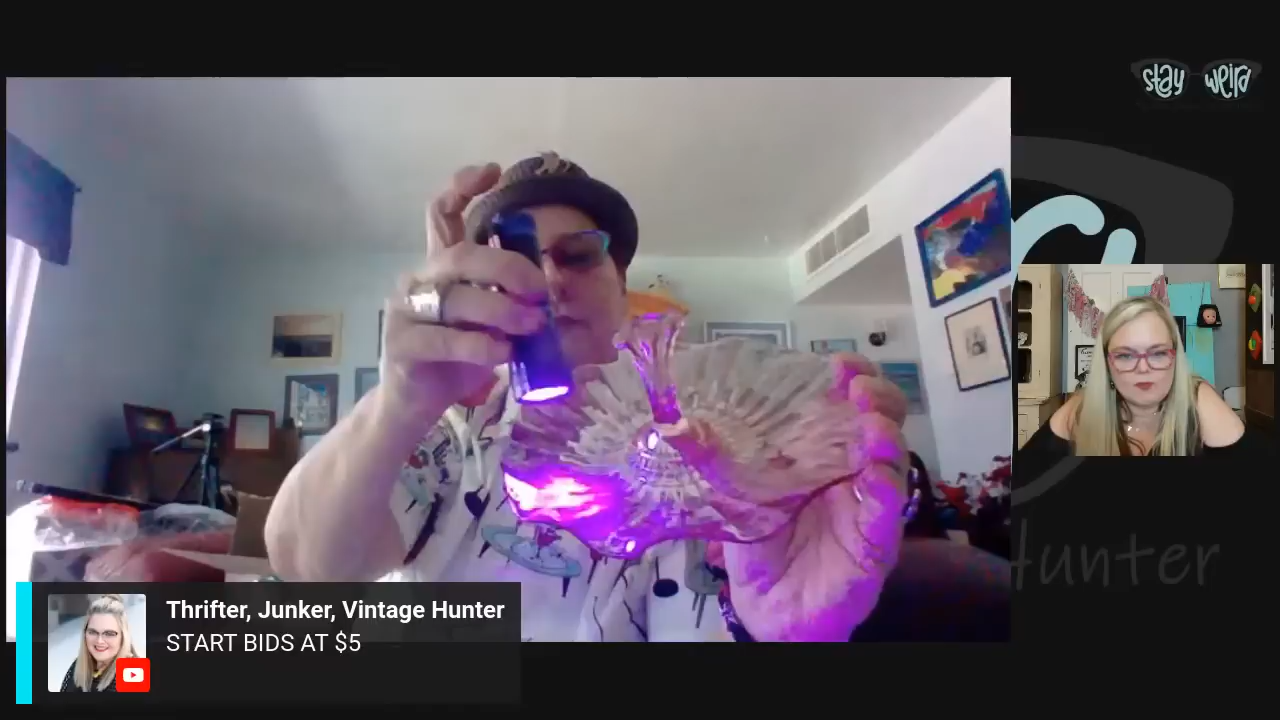 stay weird
Hunter
Thrifter, Junker, Vintage Hunter
START BIDS AT $5